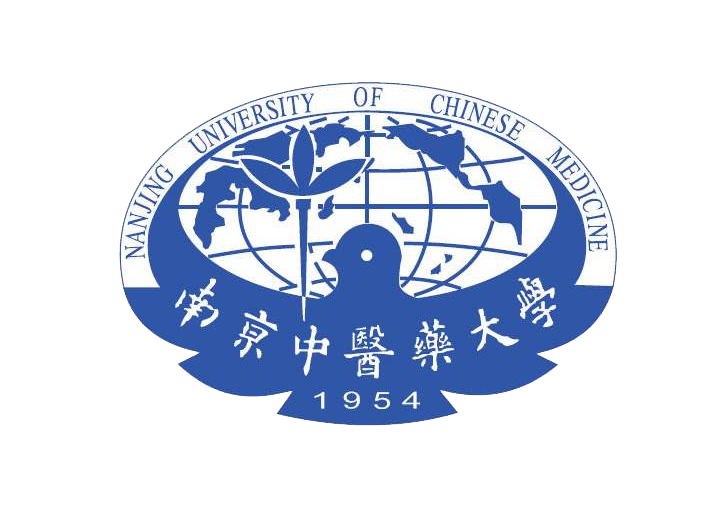 NANJING UNIVERSITY OF CHINESE MEDICINE
南京中醫藥大學
1954